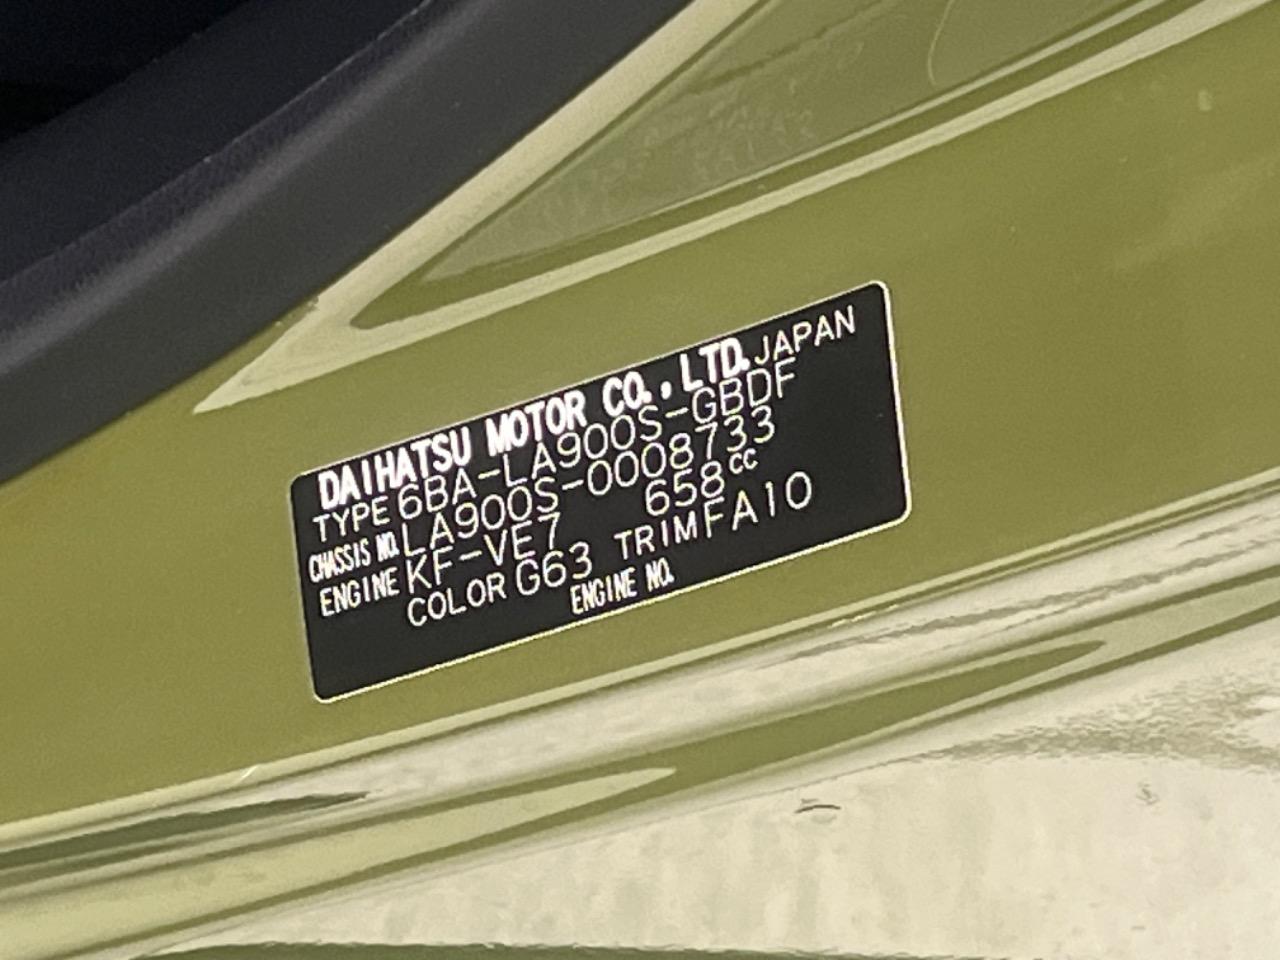 DAIHATSU MOTOR CO., LTD. JAPAN
TYPE 6BA-LA900S-GBDF
CHASSIS NO. LA900S-0008733
ENGINE KF-VE7 658cc
COLOR G63 TRIM FA10
ENGINE NO.